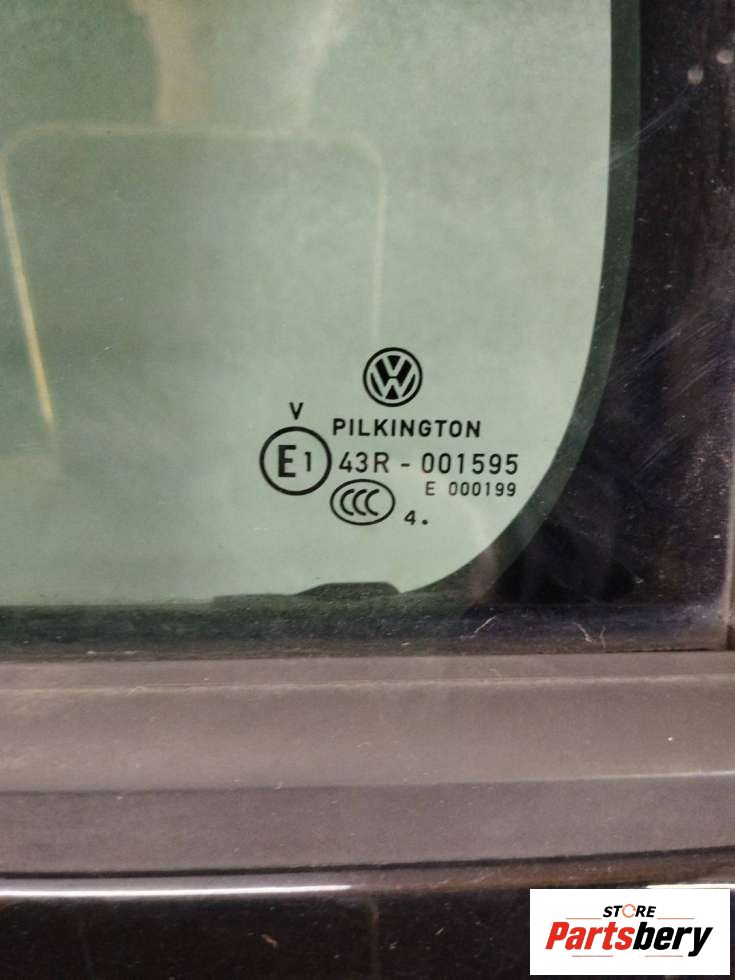 V
PILKINGTON
E1 43R - 001595
E 000199
CCC
4.
STORE
Partsbery